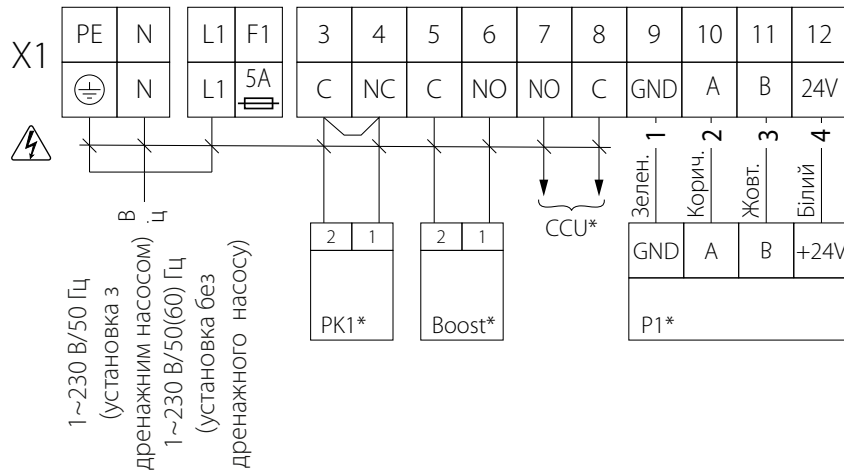 X1
PE N L1 F1 3 4 5 6 7 8 9 10 11 12
N L1 5A C NC C NO NO C GND A B 24V
1 2 3 4
Зелен. Корич. Жовт. Білий
В
ц
CCU*
2 1 2 1
GND A B +24V
PK1* Boost* P1*
1~230 В/50 Гц
(установка з
дренажним насосом)
1~230 В/50(60) Гц
(установка без
дренажного насосу)